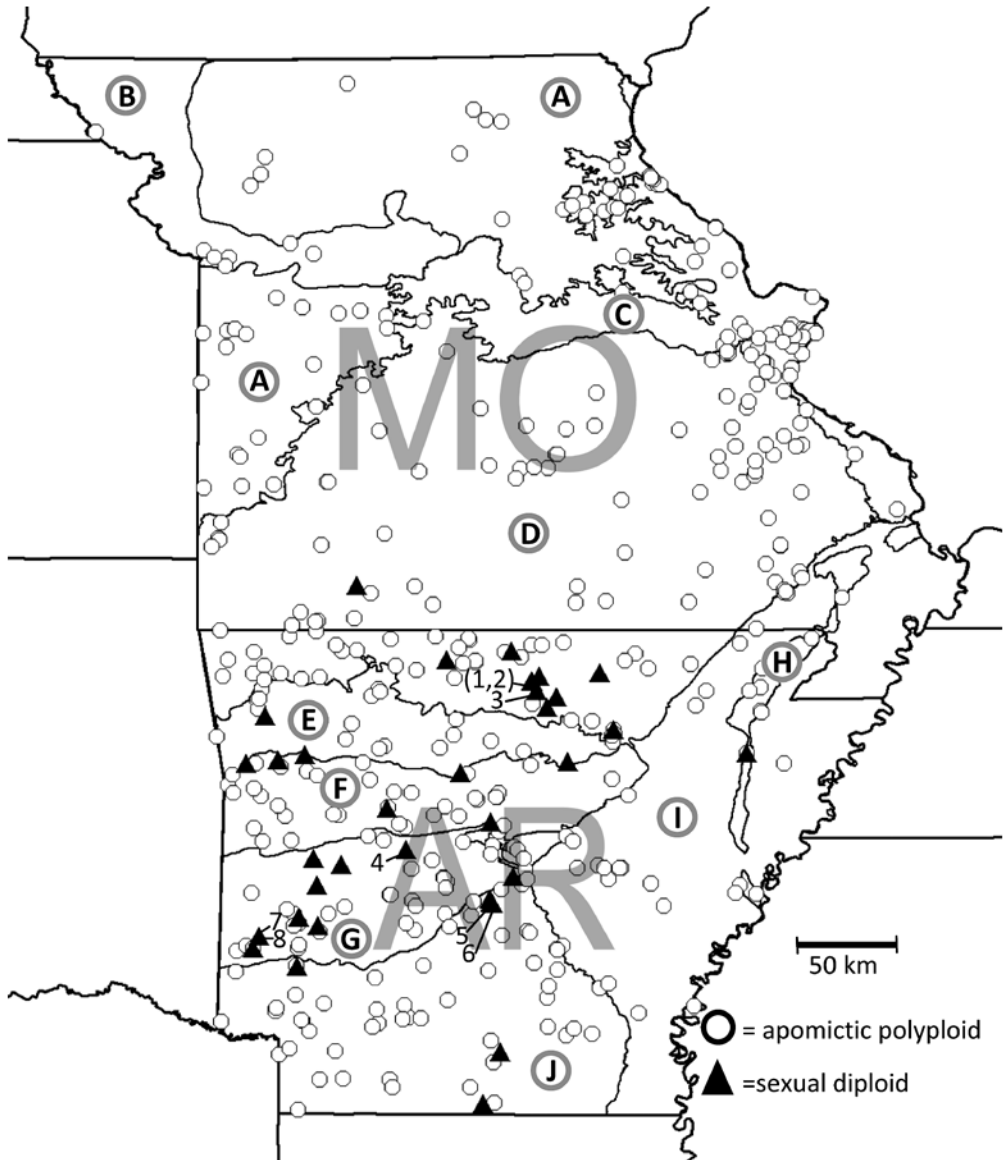 B
A
C
MO
A
D
H
(1,2)
3
E
F
I
AR
4
7
8
G
5
6
50 km
= apomictic polyploid
J
=sexual diploid